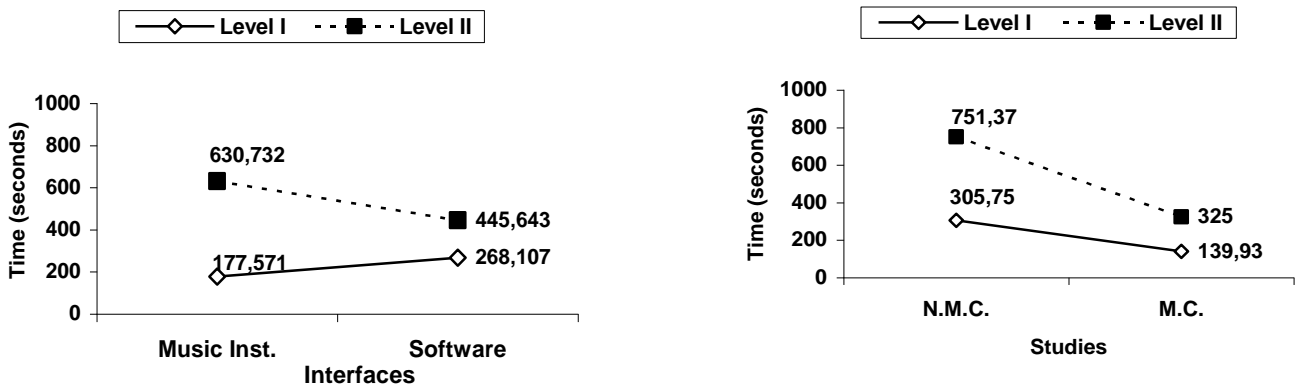 Level I Level II
Time (seconds)
1000
800
600
400
200
0
630,732
445,643
177,571
268,107
Music Inst. Software
Interfaces
Level I Level II
Time (seconds)
1000
800
600
400
200
0
751,37
305,75
325
139,93
N.M.C. M.C.
Studies